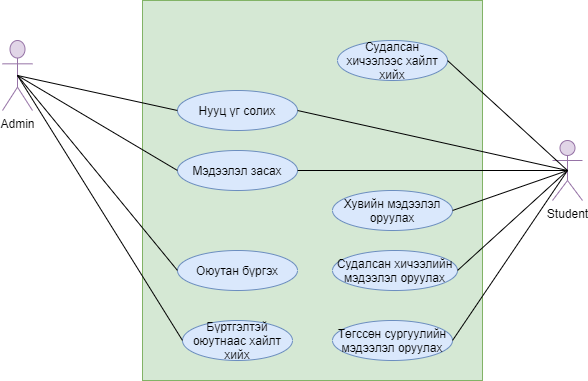 Судалсан
хичээлээс хайлт
хийх
Admin
Нууц үг солих
Мэдээлэл засах
Student
Хувийн мэдээлэл
оруулах
Оюутан бүргэх
Судалсан хичээлийн
мэдээлэл оруулах
Бүртгэлтэй
оюутнаас хайлт
хийх
Төгссөн сургуулийн
мэдээлэл оруулах